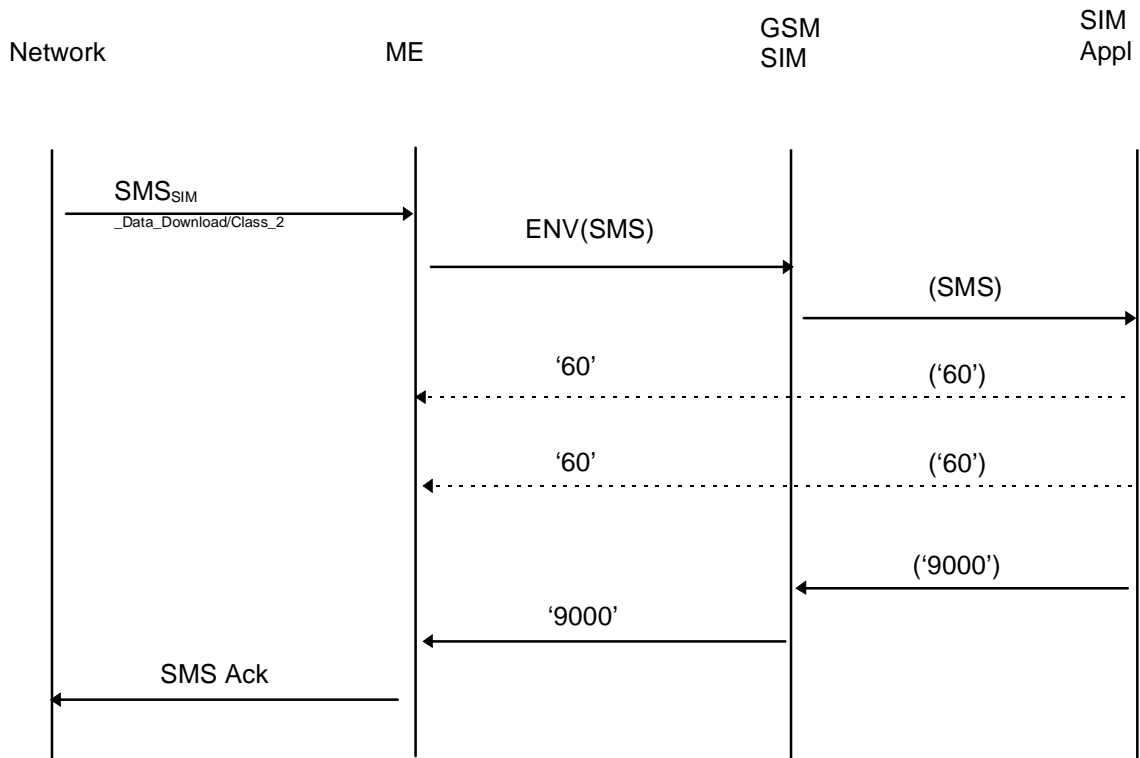 Network
ME
GSM
SIM
SIM
Appl
SMSSIM
_Data_Download/Class_2
ENV(SMS)
(SMS)
‘60’
(‘60’)
‘60’
(‘60’)
(‘9000’)
‘9000’
SMS Ack